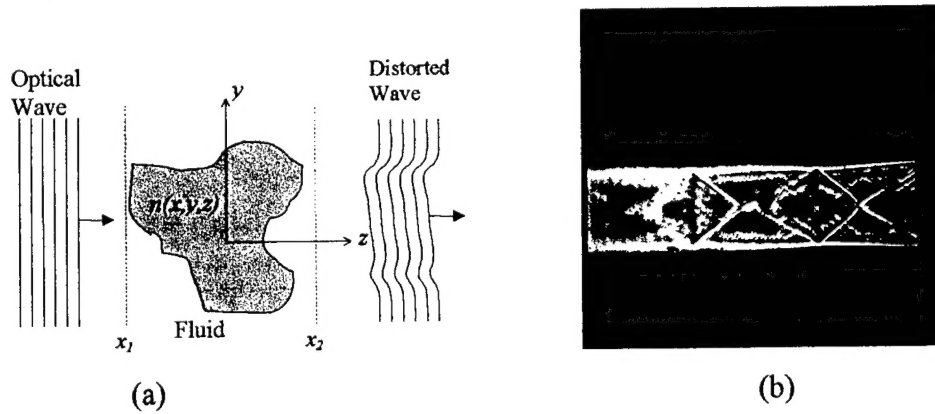 Optical
Wave
y
Distorted
Wave
n(x,y,z)
z
Fluid
x₁
x₂
(a)
(b)